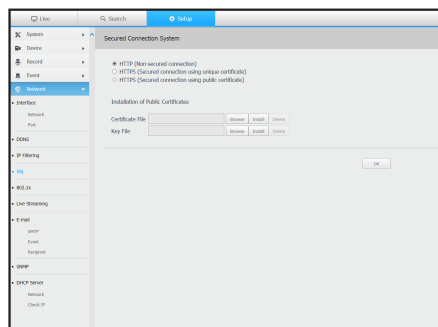 Live
Search
Setup
System
Device
Record
Event
Network
Interface
Network
Port
DDNS
IP Filtering
SSL
802.1x
Live Streaming
E-mail
SMTP
Event
Recipient
SNMP
DHCP Server
Network
Check IP
Secured Connection System
HTTP (Non-secured connection)
HTTPS (Secured connection using unique certificate)
HTTPS (Secured connection using public certificate)
Installation of Public Certificates
Certificate File Browse Install Delete
Key File Browse Install Delete
OK